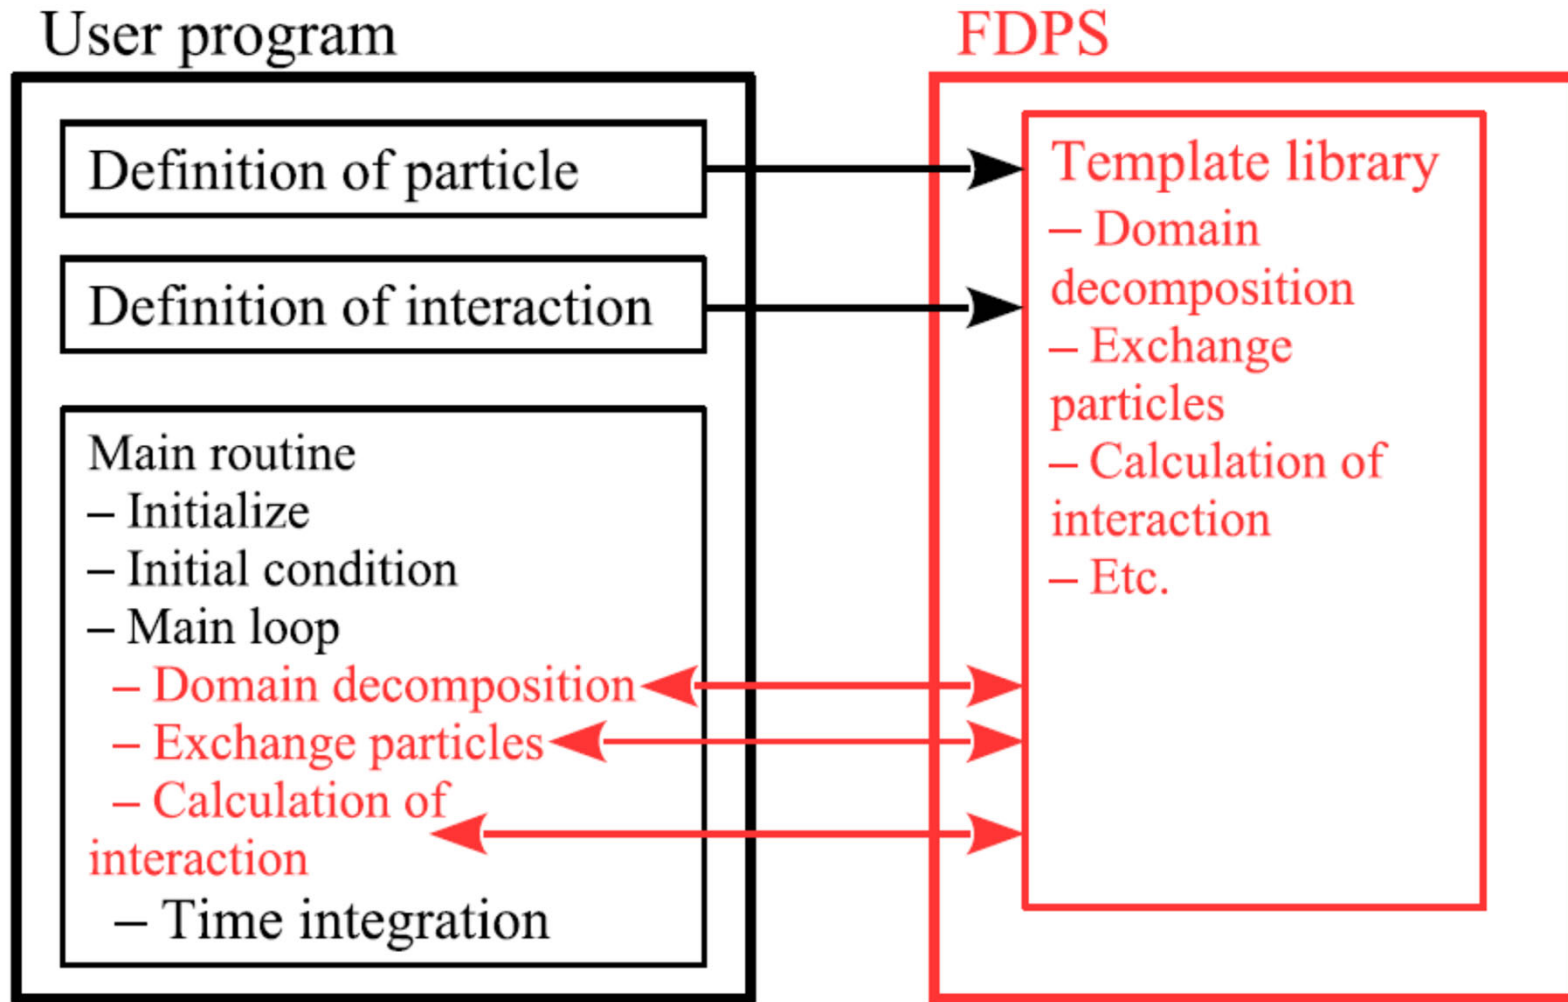 User program
Definition of particle
Definition of interaction
Main routine
– Initialize
– Initial condition
– Main loop
– Domain decomposition
– Exchange particles
– Calculation of
interaction
– Time integration
FDPS
Template library
– Domain
decomposition
– Exchange
particles
– Calculation of
interaction
– Etc.